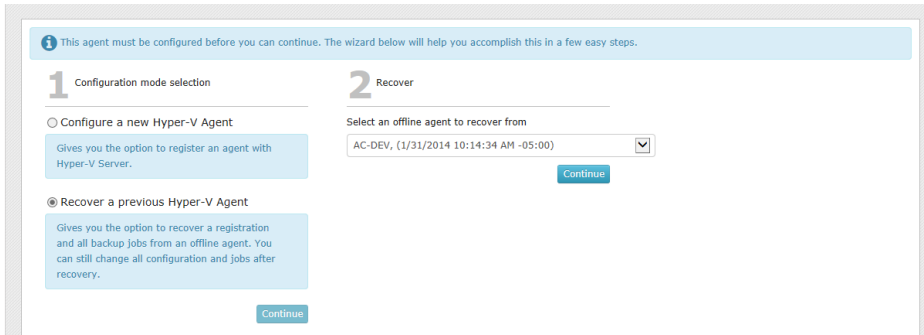 This agent must be configured before you can continue. The wizard below will help you accomplish this in a few easy steps.
1 Configuration mode selection
Configure a new Hyper-V Agent
Gives you the option to register an agent with
Hyper-V Server.
Recover a previous Hyper-V Agent
Gives you the option to recover a registration
and all backup jobs from an offline agent. You
can still change all configuration and jobs after
recovery.
Continue
2 Recover
Select an offline agent to recover from
AC-DEV, (1/31/2014 10:14:34 AM -05:00)
Continue